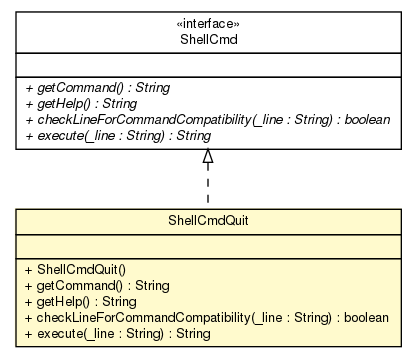 «interface»
ShellCmd
+ getCommand() : String
+ getHelp() : String
+ checkLineForCommandCompatibility(_line : String) : boolean
+ execute(_line : String) : String
ShellCmdQuit
+ ShellCmdQuit()
+ getCommand() : String
+ getHelp() : String
+ checkLineForCommandCompatibility(_line : String) : boolean
+ execute(_line : String) : String